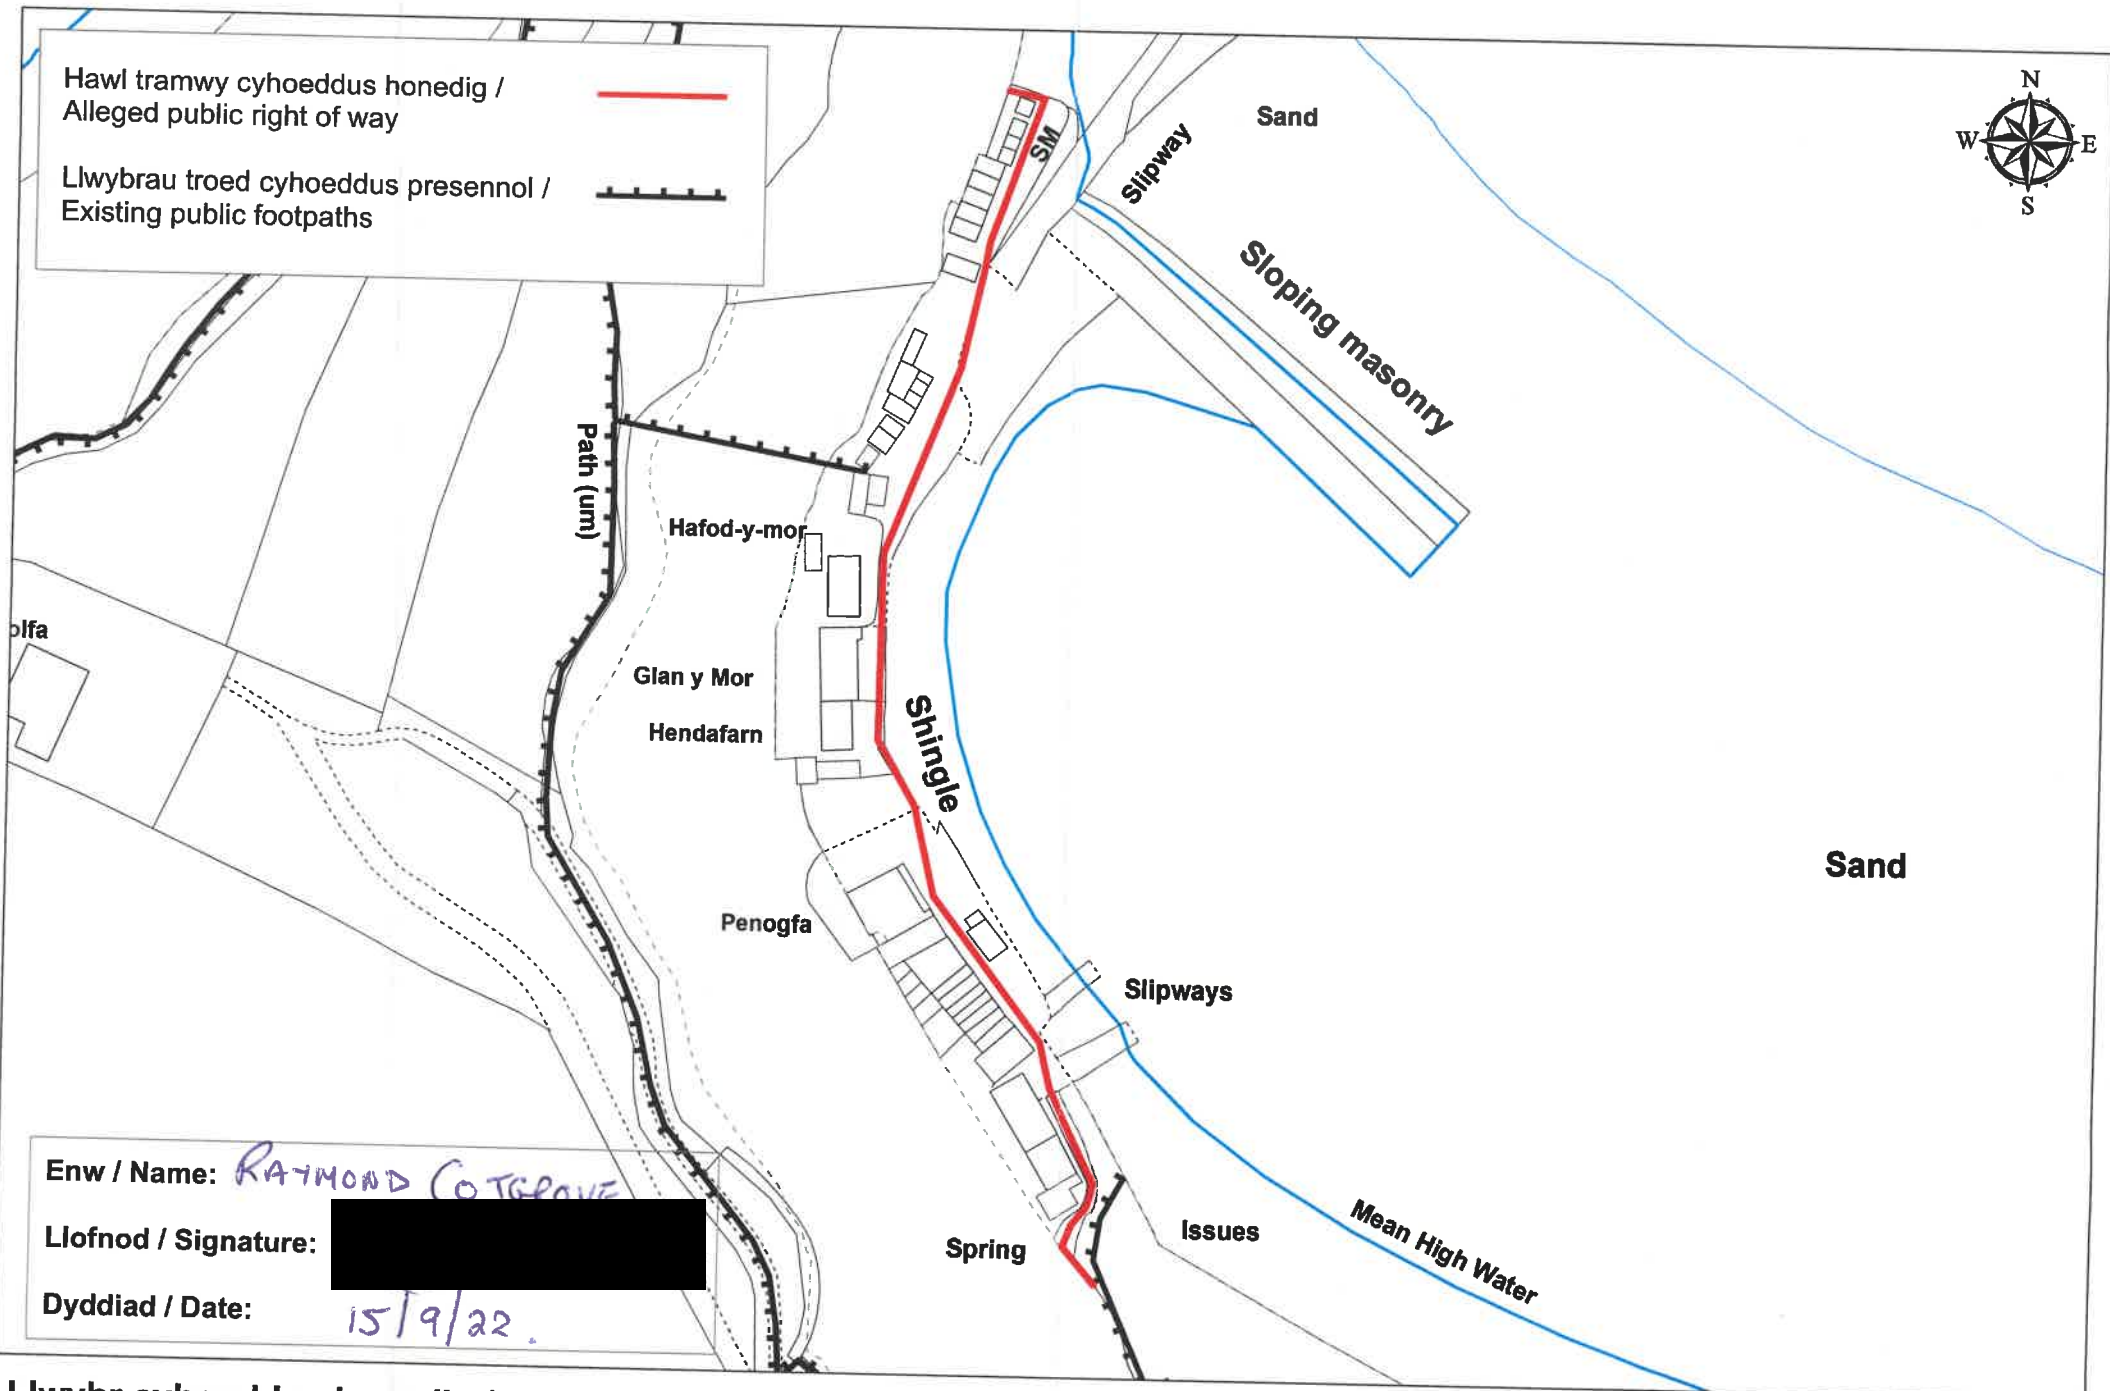 Hawl tramwy cyhoeddus honedig /
Alleged public right of way
Llwybrau troed cyhoeddus presennol /
Existing public footpaths
N
W
E
S
Sand
SM
Slipway
Sloping masonry
Path (um)
Hafod-y-mor
olfa
Glan y Mor
Hendafarn
Shingle
Sand
Penogfa
Slipways
Spring
Issues
Mean High Water
Enw / Name: RAYMOND COTGROVE
Llofnod / Signature:
Dyddiad / Date: 15/9/22.